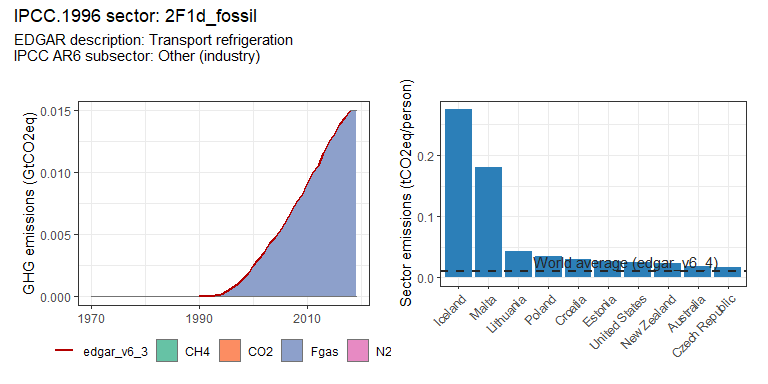 IPCC.1996 sector: 2F1d_fossil
EDGAR description: Transport refrigeration
IPCC AR6 subsector: Other (industry)
GHG emissions (GtCO2eq)
0.015
0.010
0.005
0.000
1970
1990
2010
edgar_v6_3
CH4
CO2
Fgas
N2
Sector emissions (tCO2eq/person)
0.2
0.1
0.0
World average (edgar_v6_4)
Iceland
Malta
Lithuania
Poland
Croatia
Estonia
United States
New Zealand
Australia
Czech Republic